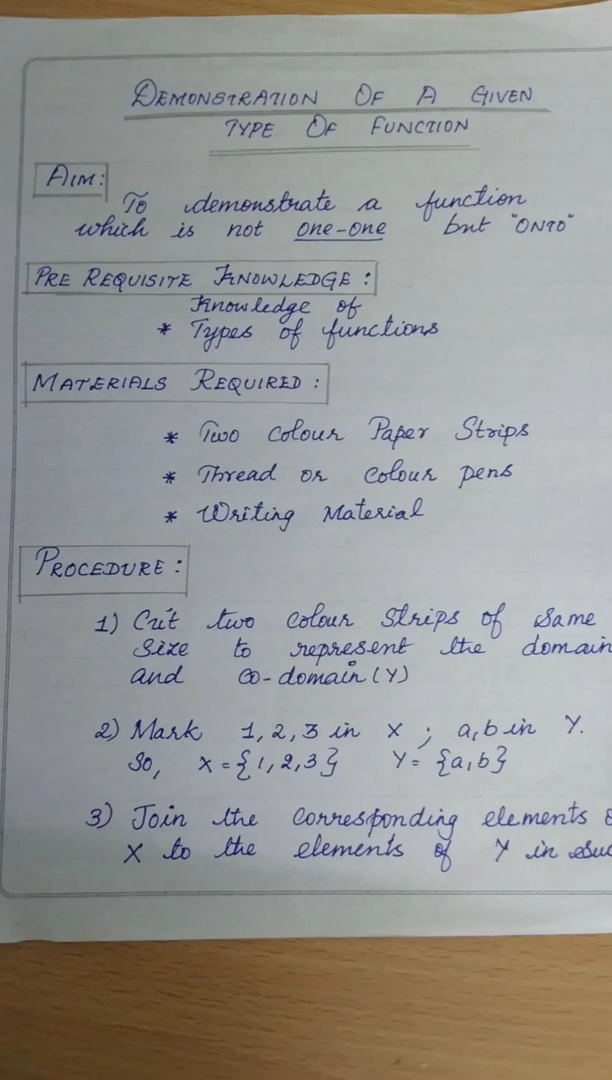 DEMONSTRATION OF A GIVEN
TYPE OF FUNCTION
AIM:
To demonstrate a function
which is not one-one but "ONTO"
PRE REQUISITE KNOWLEDGE:
Knowledge of
* Types of functions
MATERIALS REQUIRED:
* Two Colour Paper Strips
* Thread or colour pens
* Writing Material
PROCEDURE:
1) Cut two colour strips of same
size to represent the domain
and co-domain (Y)
2) Mark 1, 2, 3 in X ; a, b in Y.
So, X = {1, 2, 3} Y = {a, b}
3) Join the corresponding elements
X to the elements of Y in